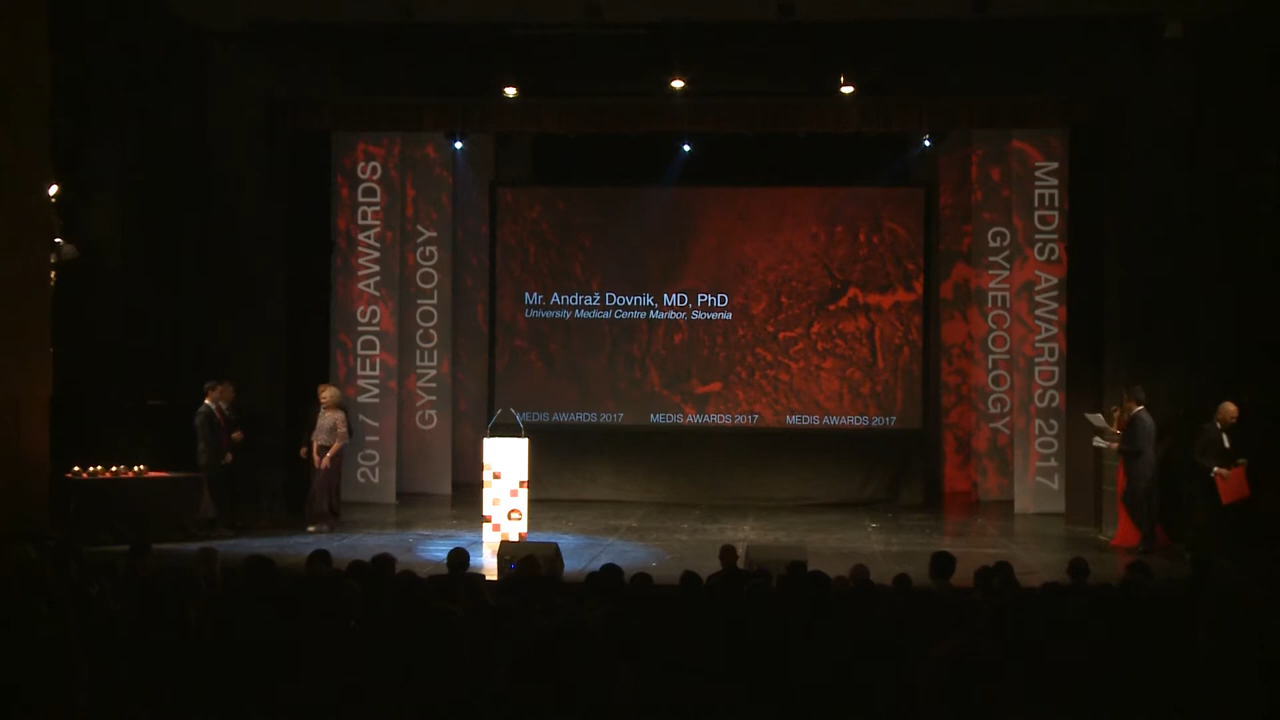 2017 MEDIS AWARDS
GYNECOLOGY
Mr. Andraž Dovnik, MD, PhD
University Medical Centre Maribor, Slovenia
MEDIS AWARDS 2017
MEDIS AWARDS 2017
MEDIS AWARDS 2017
GYNECOLOGY
MEDIS AWARDS 2017